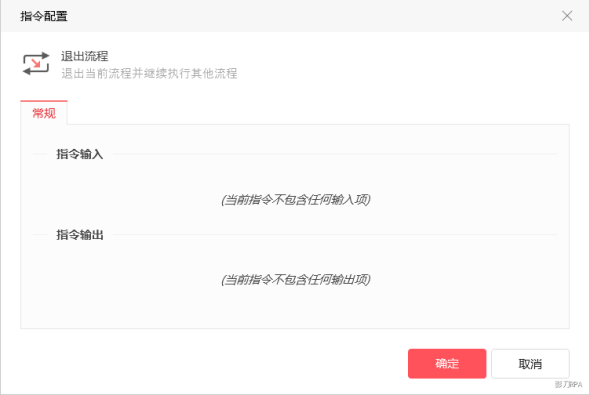 指令配置
退出流程
退出当前流程并继续执行其他流程
常规
指令输入
(当前指令不包含任何输入项)
指令输出
(当前指令不包含任何输出项)
确定
取消
影刀RPA